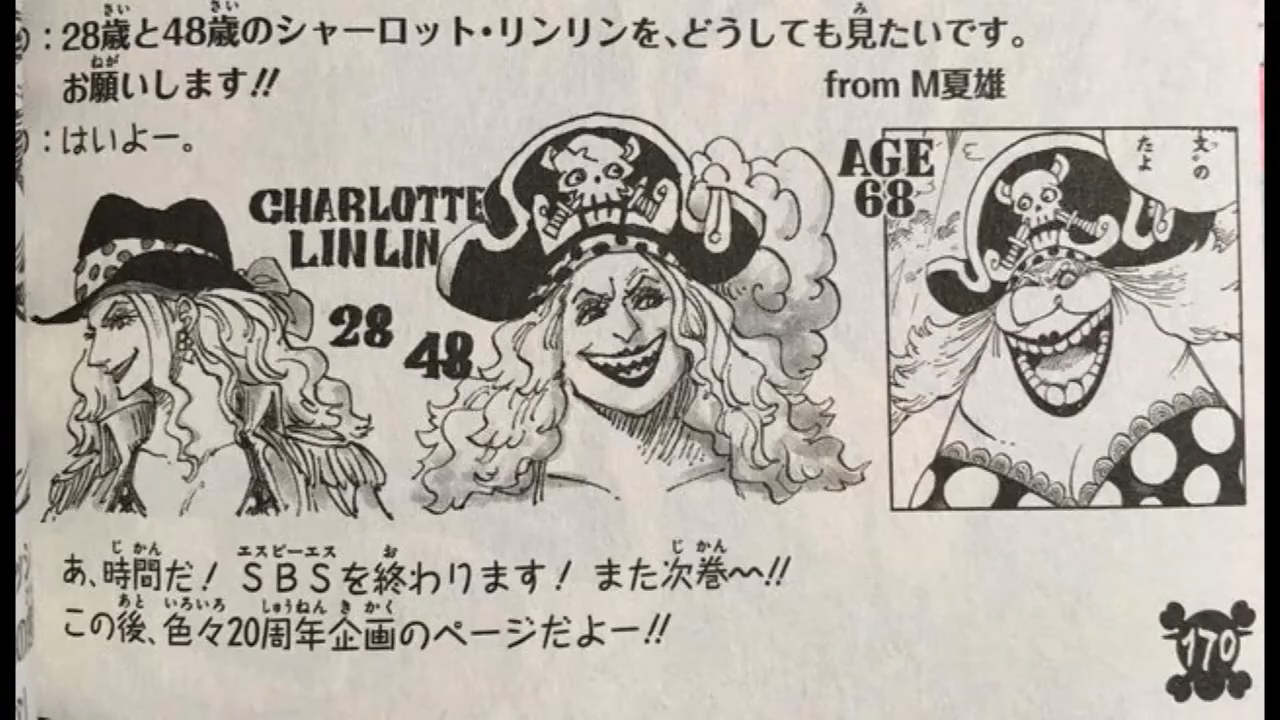 :28歳と48歳のシャーロット・リンリンを、どうしても見たいです。
お願いします!!
from M夏雄
:はいよー。
CHARLOTTE
LINLIN
28
48
AGE
68
文の
たよ
あ、時間だ! SBSを終わります! また次巻〜〜!!
この後、色々20周年企画のページだよー!!
170